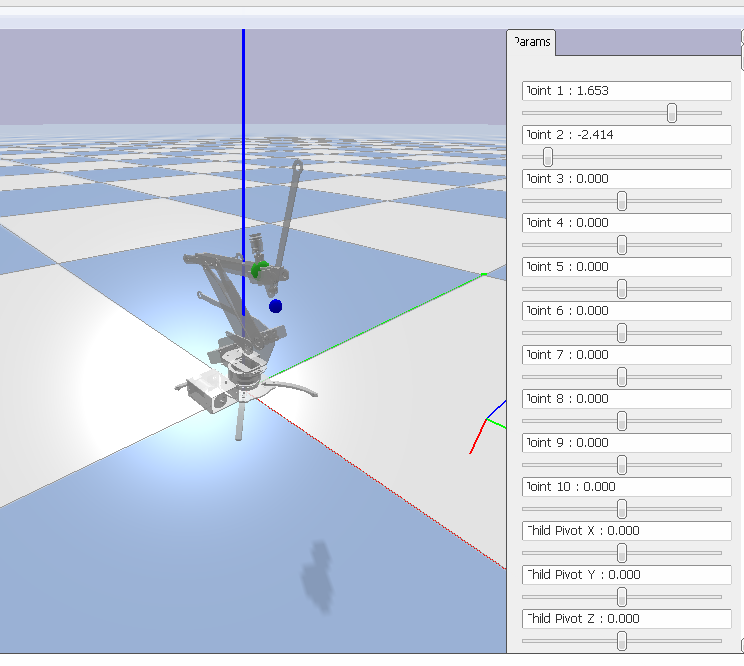 Params
Joint 1 : 1.653
Joint 2 : -2.414
Joint 3 : 0.000
Joint 4 : 0.000
Joint 5 : 0.000
Joint 6 : 0.000
Joint 7 : 0.000
Joint 8 : 0.000
Joint 9 : 0.000
Joint 10 : 0.000
Child Pivot X : 0.000
Child Pivot Y : 0.000
Child Pivot Z : 0.000